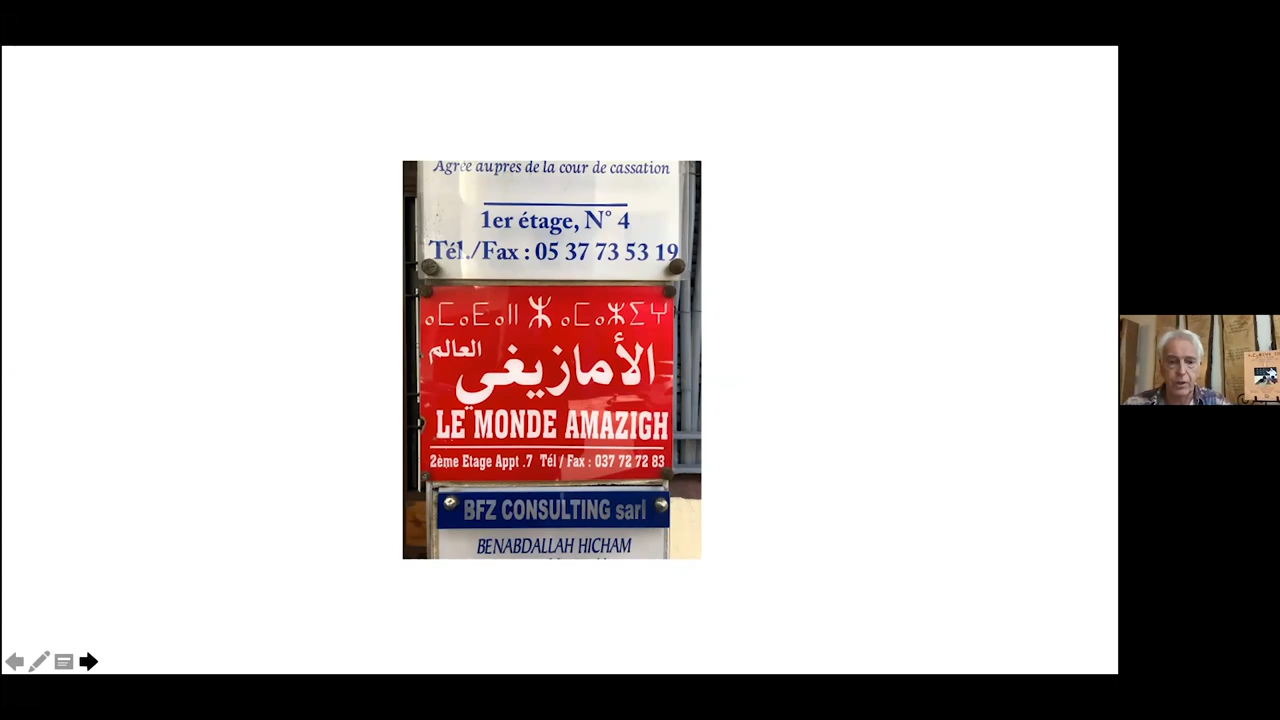 Agrée auprès de la cour de cassation
1er étage, N° 4
Tél./Fax : 05 37 73 53 19
ⴰⵎⴰⴹⴰⵍ ⵣ ⴰⵎⴰⵣⵉⵖ
العالم
الأمازيغي
LE MONDE AMAZIGH
2ème Etage Appt .7 Tél / Fax : 037 72 72 83
BFZ CONSULTING sarl
BENABDALLAH HICHAM